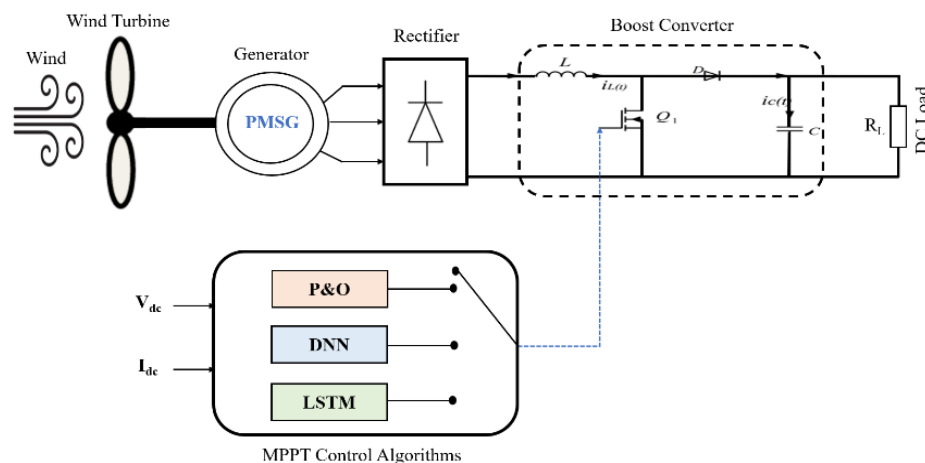 Wind Turbine
Wind
Generator
Rectifier
Boost Converter
PMSG
L
iL(t)
Q1
D
ic(t)
C
RL
DC Load
Vdc
Idc
P&O
DNN
LSTM
MPPT Control Algorithms